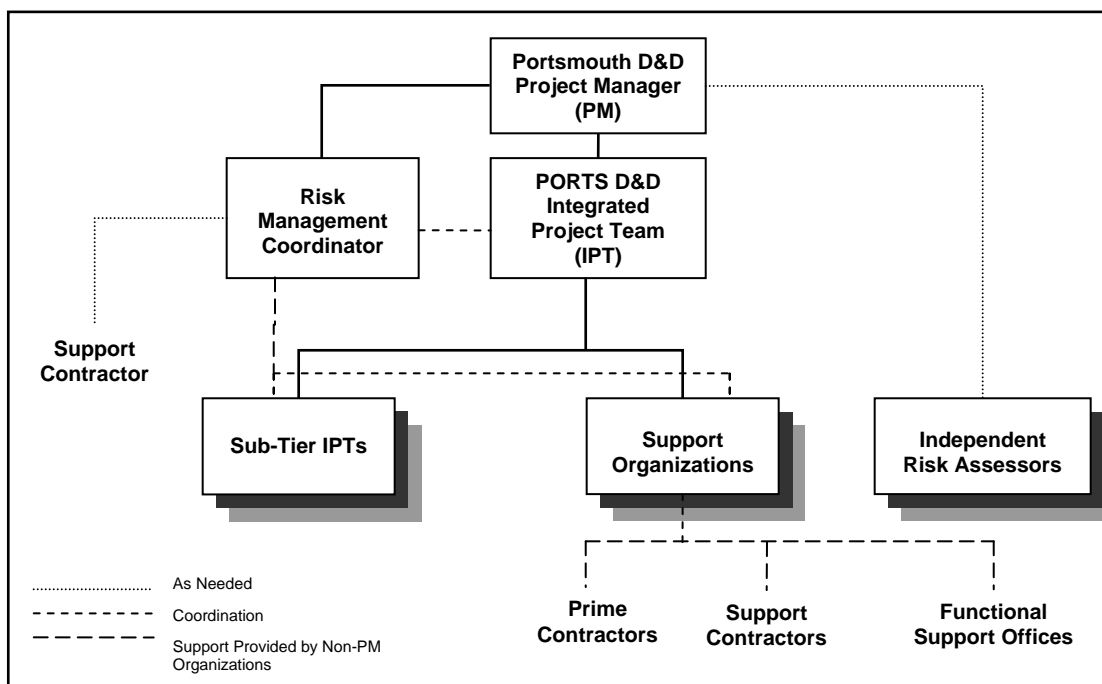 Portsmouth D&D
Project Manager
(PM)
Risk
Management
Coordinator
PORTS D&D
Integrated
Project Team
(IPT)
Support
Contractor
Sub-Tier IPTs
Support
Organizations
Independent
Risk Assessors
Prime
Contractors
Support
Contractors
Functional
Support Offices
As Needed
Coordination
Support Provided by Non-PM
Organizations